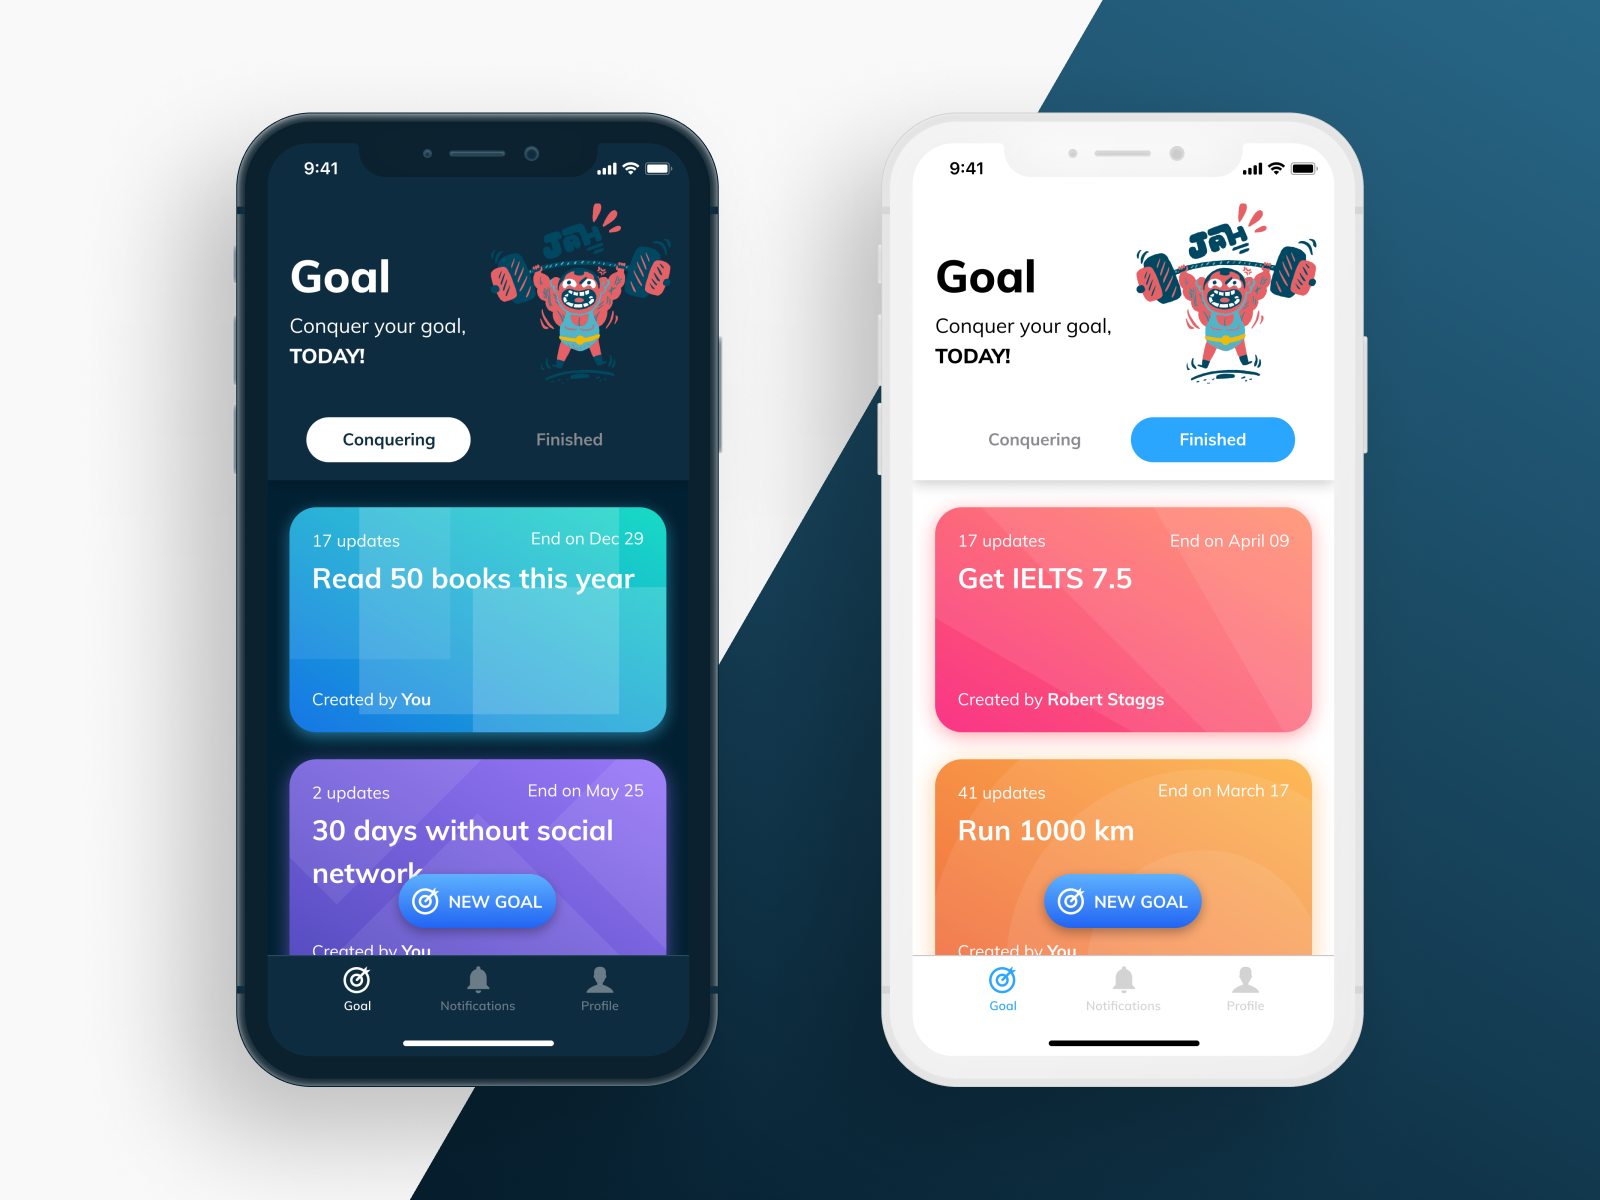 9:41
JAH
Goal
Conquer your goal,
TODAY!
Conquering Finished
17 updates End on Dec 29
Read 50 books this year
Created by You
2 updates End on May 25
30 days without social
network
NEW GOAL
Created by You
Goal Notifications Profile
9:41
JAH
Goal
Conquer your goal,
TODAY!
Conquering Finished
17 updates End on April 09
Get IELTS 7.5
Created by Robert Staggs
41 updates End on March 17
Run 1000 km
NEW GOAL
Created by You
Goal Notifications Profile